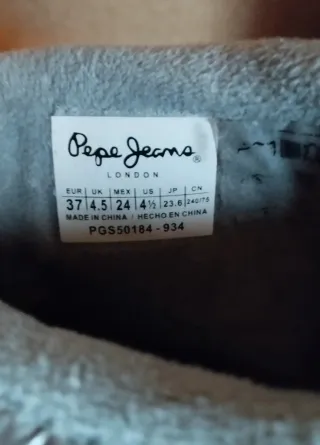 Pepe Jeans®
LONDON
EUR UK MEX US JP CN
37 4.5 24 4½ 23.6 240/75
MADE IN CHINA / HECHO EN CHINA
PGS50184-934